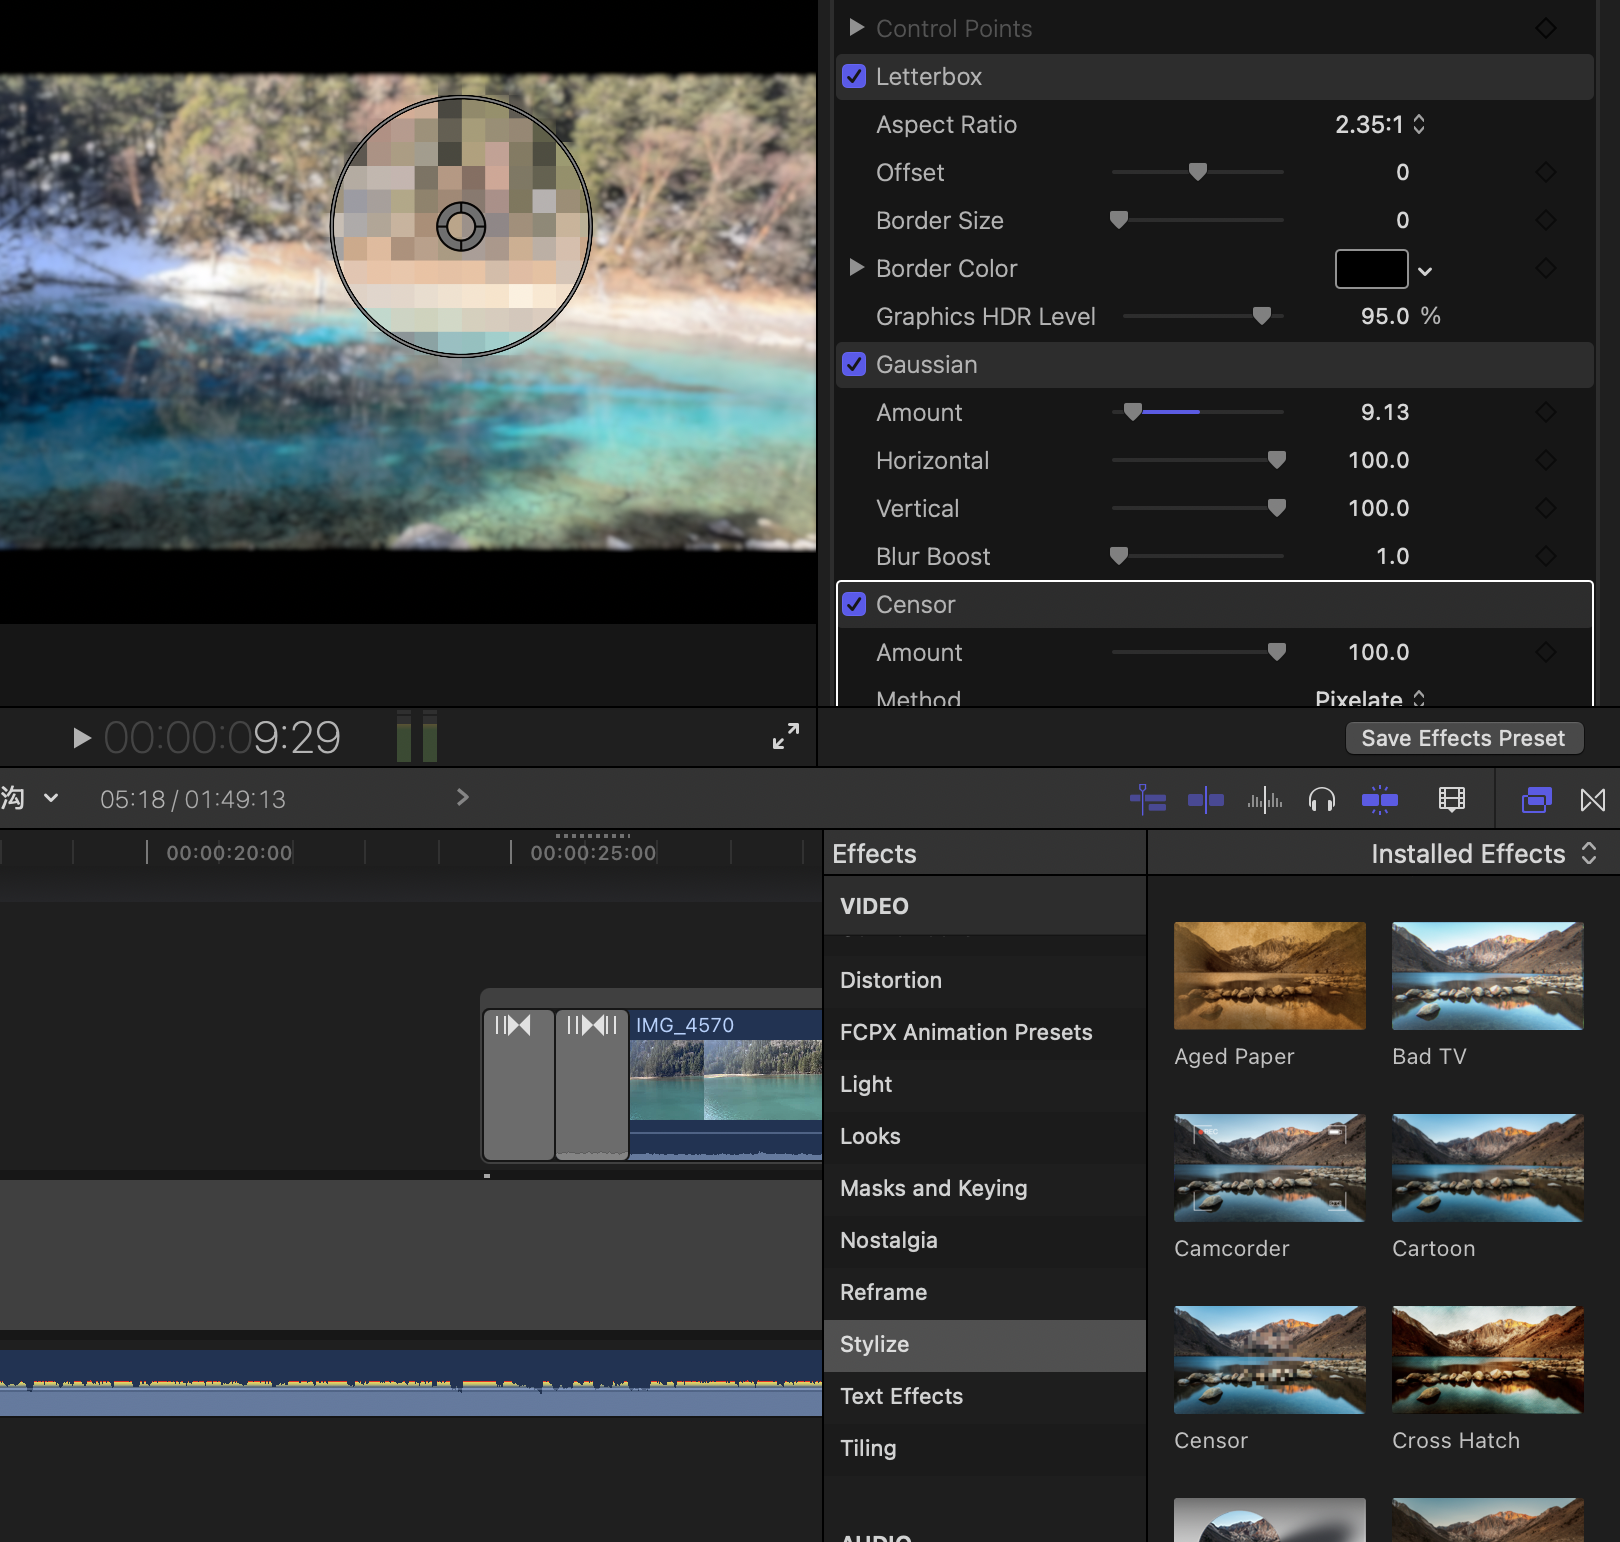 Control Points
Letterbox
Aspect Ratio 2.35:1
Offset 0
Border Size 0
Border Color
Graphics HDR Level 95.0 %
Gaussian
Amount 9.13
Horizontal 100.0
Vertical 100.0
Blur Boost 1.0
Censor
Amount 100.0
Method Pixelate
00:00:09:29
Save Effects Preset
沟 05:18 / 01:49:13
00:00:20:00 00:00:25:00
IMG_4570
Effects
Installed Effects
VIDEO
Distortion
FCPX Animation Presets
Light
Looks
Masks and Keying
Nostalgia
Reframe
Stylize
Text Effects
Tiling
AUDIO
Aged Paper
Bad TV
Camcorder
Cartoon
Censor
Cross Hatch